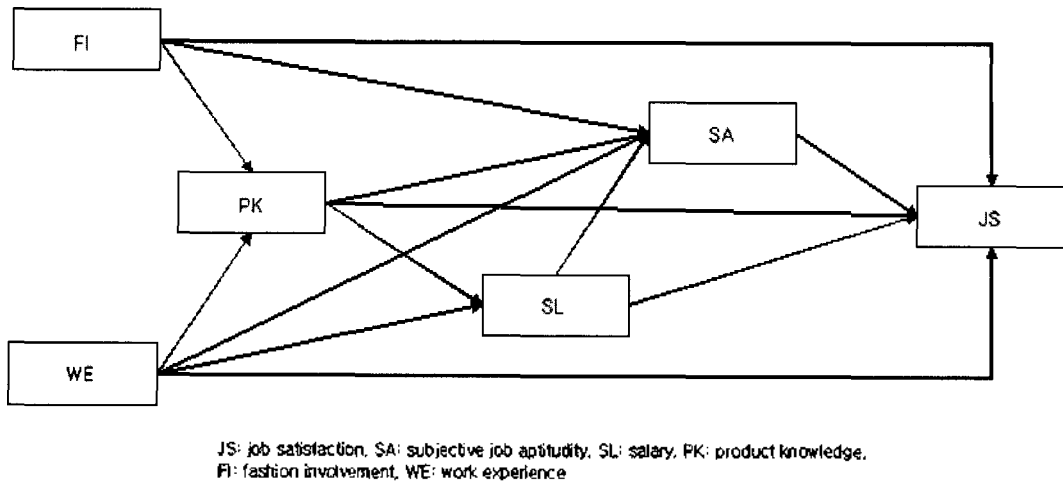 FI
SA
PK
JS
SL
WE
JS: job satisfaction, SA: subjective job aptitudity, SL: salary, PK: product knowledge,
FI: fashion involvement, WE: work experience